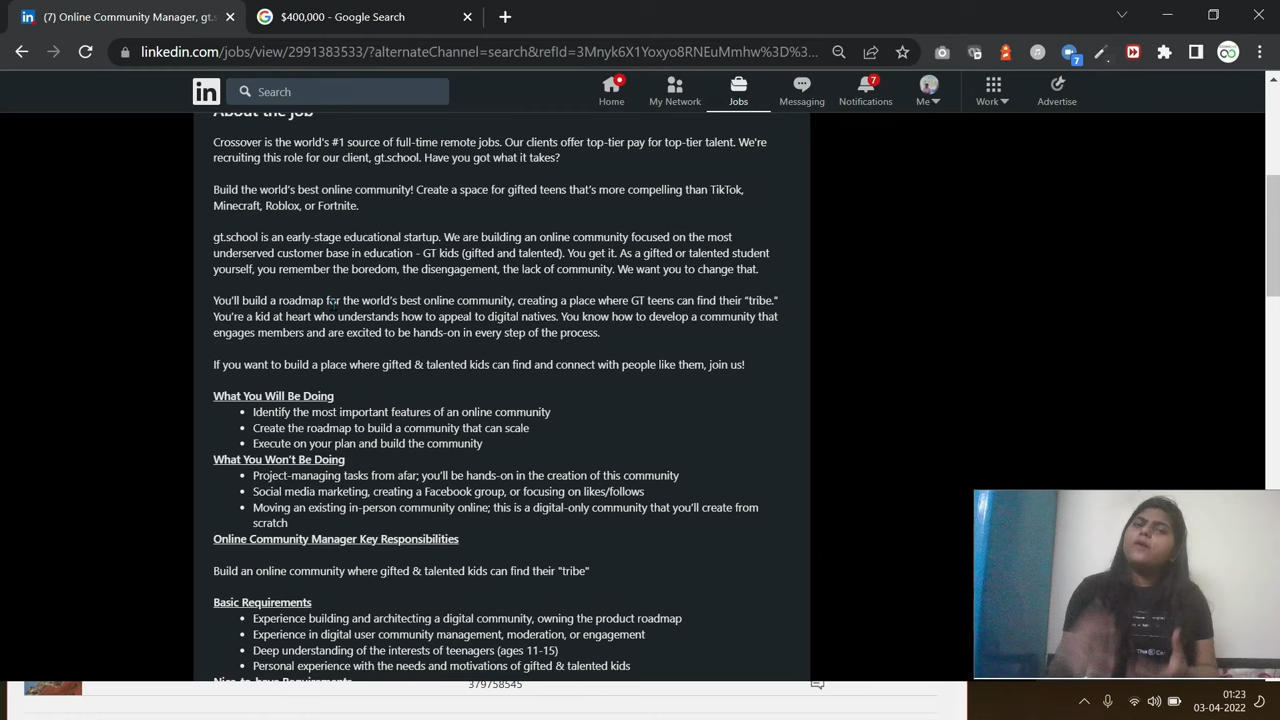 (7) Online Community Manager, gt.s
$400,000 - Google Search
linkedin.com/jobs/view/2991383533/?alternateChannel=search&refId=3Mnyk6X1Yoxyo8RNEuMmhw%3D%3...
7
in
Search
Home
My Network
Jobs
Messaging
7
Notifications
Me
Work
Advertise
About the job
Crossover is the world's #1 source of full-time remote jobs. Our clients offer top-tier pay for top-tier talent. We're
recruiting this role for our client, gt.school. Have you got what it takes?
Build the world's best online community! Create a space for gifted teens that's more compelling than TikTok,
Minecraft, Roblox, or Fortnite.
gt.school is an early-stage educational startup. We are building an online community focused on the most
underserved customer base in education - GT kids (gifted and talented). You get it. As a gifted or talented student
yourself, you remember the boredom, the disengagement, the lack of community. We want you to change that.
You'll build a roadmap for the world's best online community, creating a place where GT teens can find their “tribe.”
You're a kid at heart who understands how to appeal to digital natives. You know how to develop a community that
engages members and are excited to be hands-on in every step of the process.
If you want to build a place where gifted & talented kids can find and connect with people like them, join us!
What You Will Be Doing
• Identify the most important features of an online community
• Create the roadmap to build a community that can scale
• Execute on your plan and build the community
What You Won't Be Doing
• Project-managing tasks from afar; you'll be hands-on in the creation of this community
• Social media marketing, creating a Facebook group, or focusing on likes/follows
• Moving an existing in-person community online; this is a digital-only community that you'll create from
scratch
Online Community Manager Key Responsibilities
Build an online community where gifted & talented kids can find their "tribe"
Basic Requirements
• Experience building and architecting a digital community, owning the product roadmap
• Experience in digital user community management, moderation, or engagement
• Deep understanding of the interests of teenagers (ages 11-15)
• Personal experience with the needs and motivations of gifted & talented kids
Nice-to-have Requirements
379758545
01:23
03-04-2022